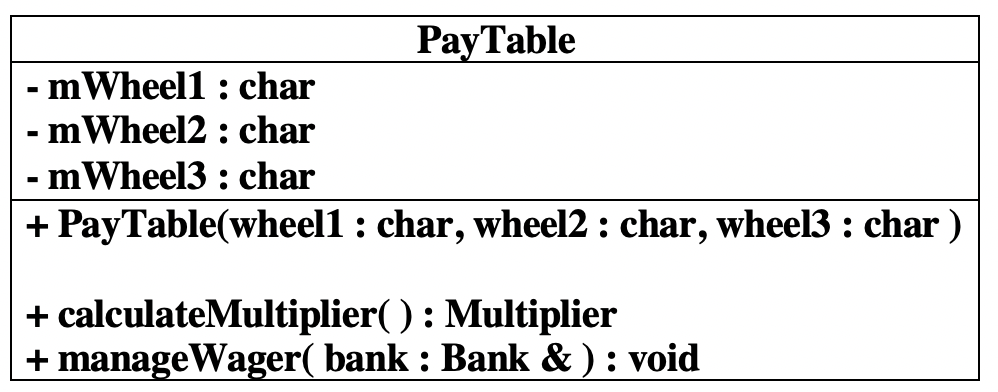 PayTable
- mWheel1 : char
- mWheel2 : char
- mWheel3 : char
+ PayTable(wheel1 : char, wheel2 : char, wheel3 : char )
+ calculateMultiplier( ) : Multiplier
+ manageWager( bank : Bank & ) : void